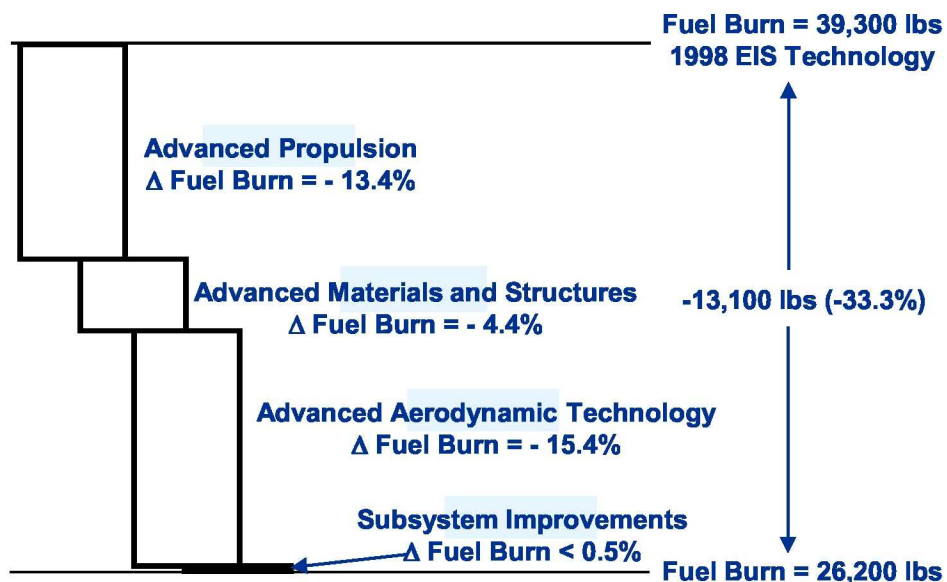 Fuel Burn = 39,300 lbs
1998 EIS Technology
Advanced Propulsion
Δ Fuel Burn = - 13.4%
Advanced Materials and Structures
Δ Fuel Burn = - 4.4%
-13,100 lbs (-33.3%)
Advanced Aerodynamic Technology
Δ Fuel Burn = - 15.4%
Subsystem Improvements
Δ Fuel Burn < 0.5%
Fuel Burn = 26,200 lbs